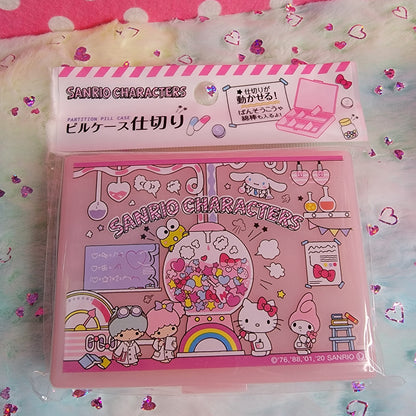 SANRIO CHARACTERS
PARTITION PILL CASE
ピルケース仕切り
仕切りが
動かせる!
ばんそうこうや
綿棒も入るよ!
SANRIO CHARACTERS
©'76,'88,'01,'20 SANRIO